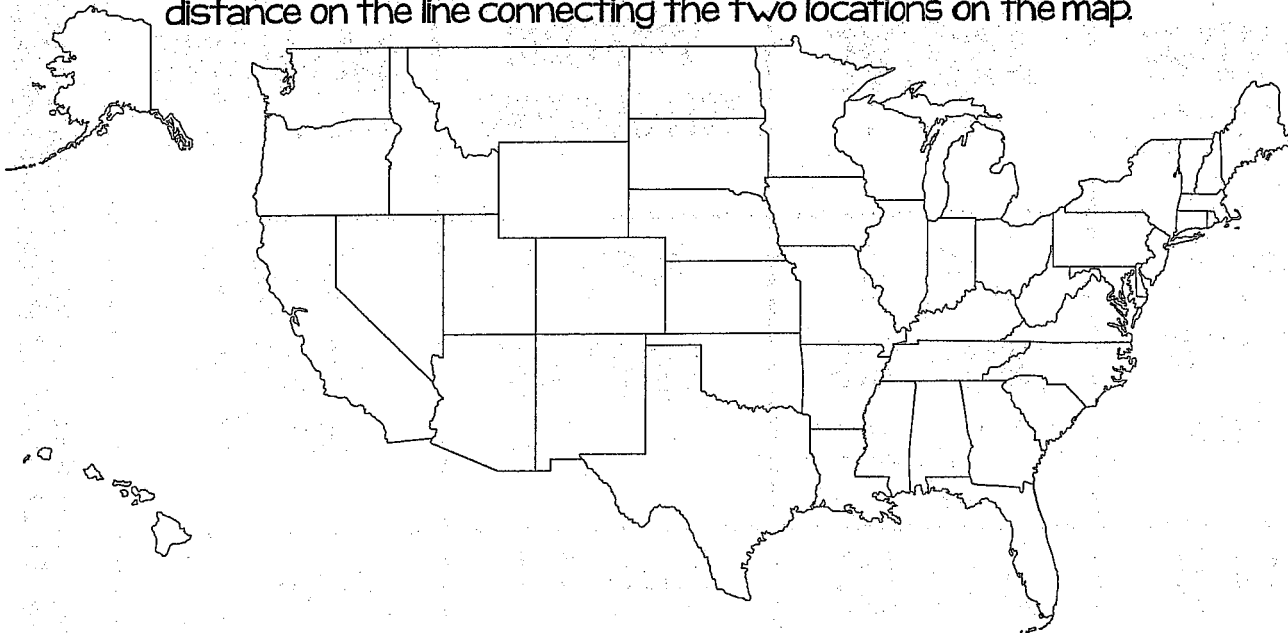 distance on the line connecting the two locations on the map.